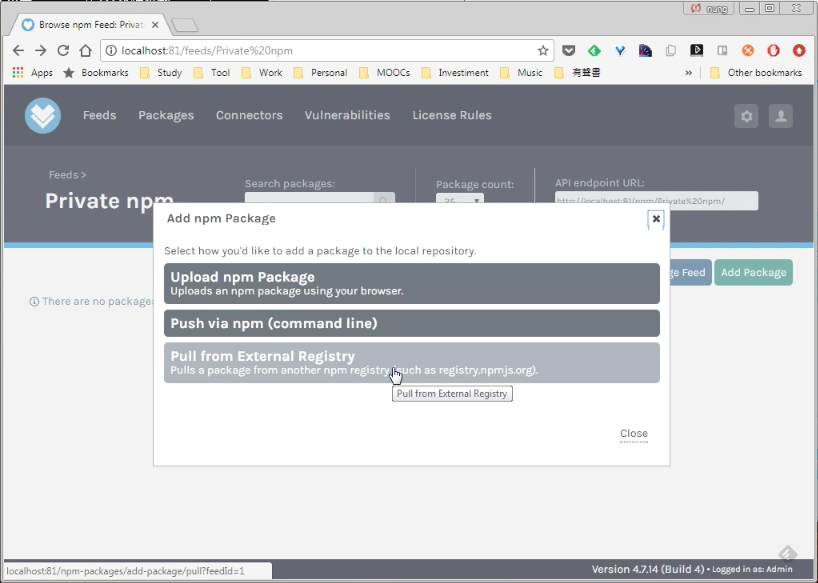 nung
Browse npm Feed: Privat
localhost:81/feeds/Private%20npm
Apps Bookmarks Study Tool Work Personal MOOCs Investiment Music 有聲書 » Other bookmarks
Feeds Packages Connectors Vulnerabilities License Rules
Feeds >
Private npm
Search packages:
Package count:
25
API endpoint URL:
http://localhost:81/npm/Private%20npm/
Add npm Package
Select how you'd like to add a package to the local repository.
Upload npm Package
Uploads an npm package using your browser.
Push via npm (command line)
Pull from External Registry
Pulls a package from another npm registry (such as registry.npmjs.org).
Pull from External Registry
Close
ge Feed
Add Package
There are no packages
localhost:81/npm-packages/add-package/pull?feedId=1
Version 4.7.14 (Build 4) • Logged in as: Admin